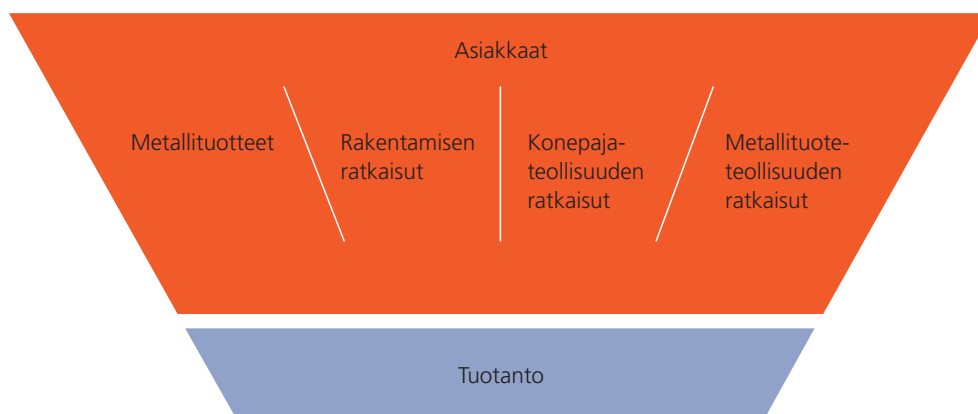 Asiakkaat
Metallituotteet
Rakentamisen
ratkaisut
Konepaja-
teollisuuden
ratkaisut
Metallituote-
teollisuuden
ratkaisut
Tuotanto